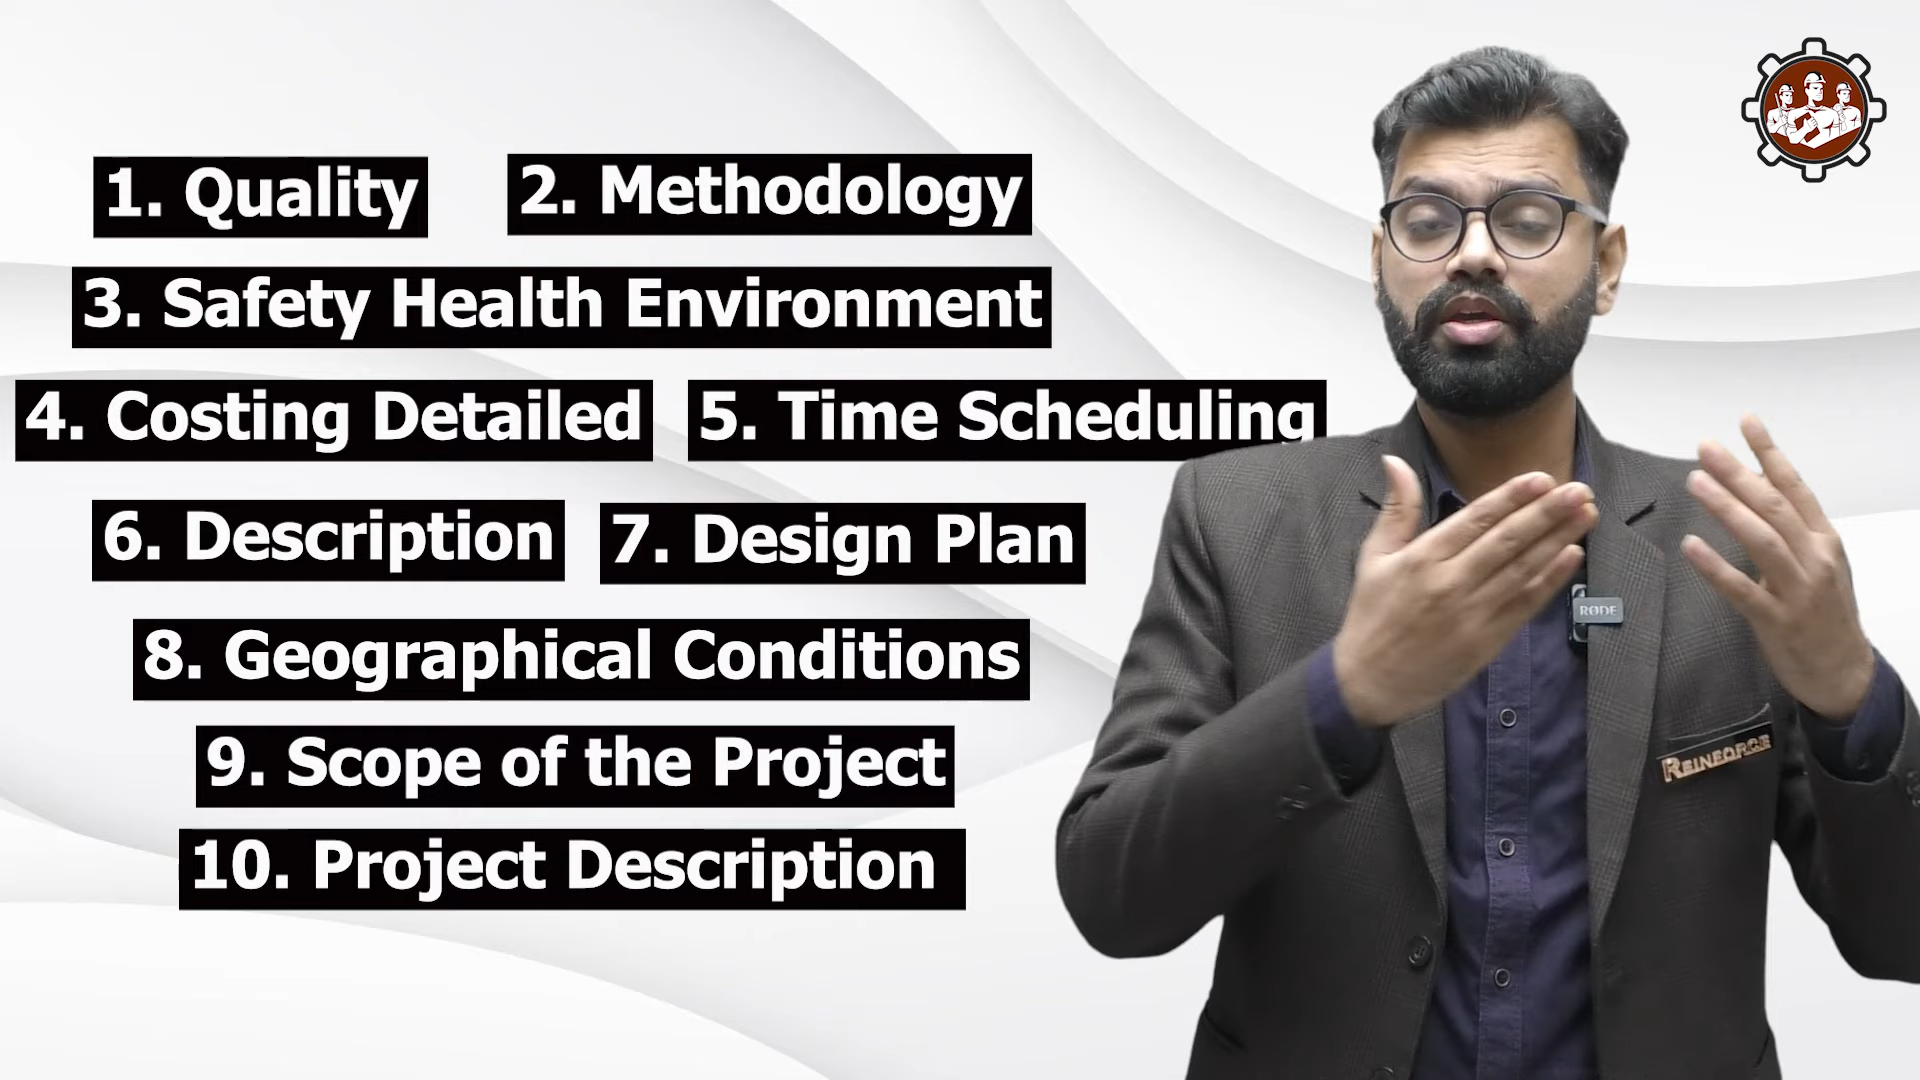 1. Quality
2. Methodology
3. Safety Health Environment
4. Costing Detailed
5. Time Scheduling
6. Description
7. Design Plan
8. Geographical Conditions
9. Scope of the Project
10. Project Description
RØDE
REINFORCE